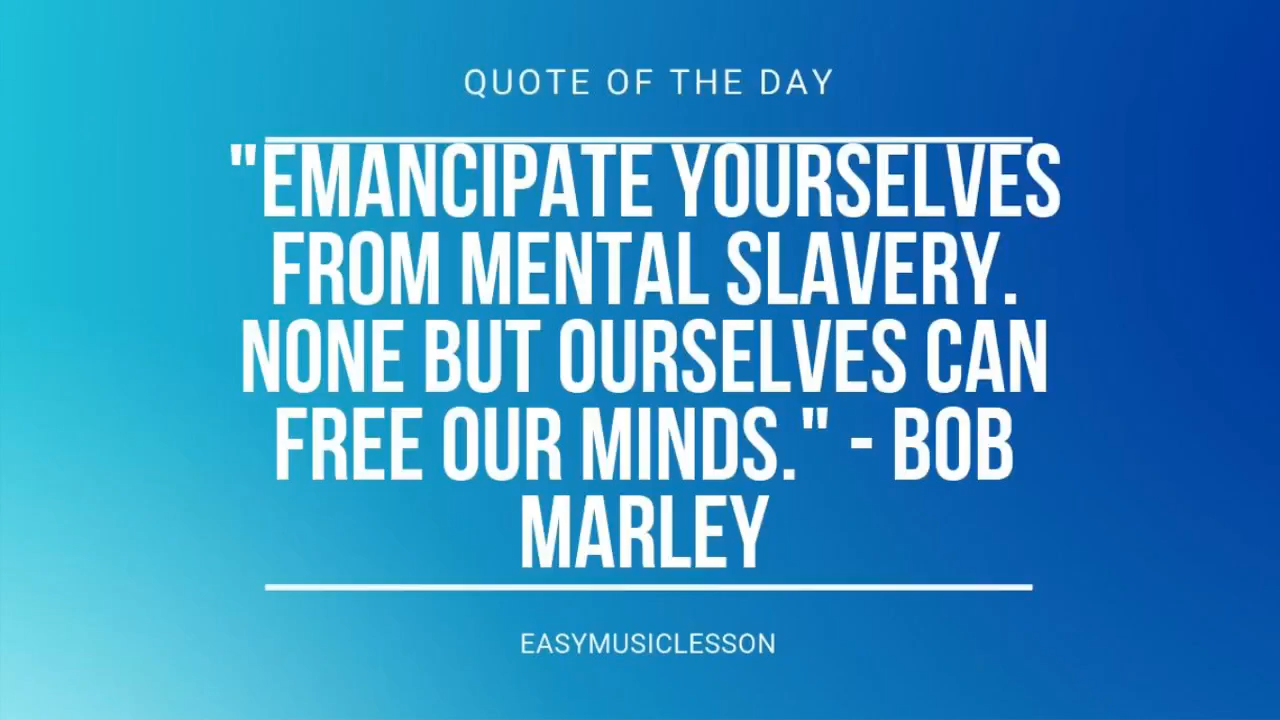 QUOTE OF THE DAY
"EMANCIPATE YOURSELVES
FROM MENTAL SLAVERY.
NONE BUT OURSELVES CAN
FREE OUR MINDS." - BOB
MARLEY
EASYMUSICLESSON